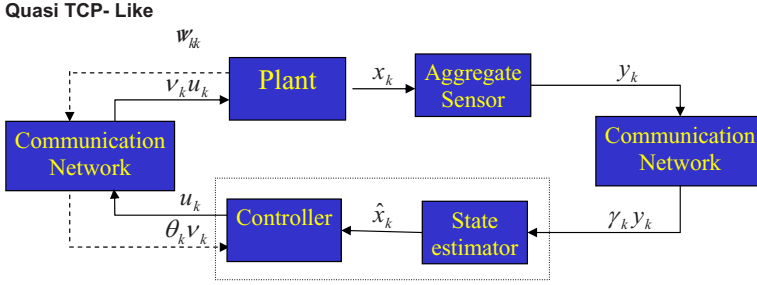 Quasi TCP- Like
ν_k u_k
Plant
x_k
Aggregate
Sensor
y_k
Communication
Network
Communication
Network
u_k
θ_k ν_k
Controller
x̂_k
State
estimator
γ_k y_k